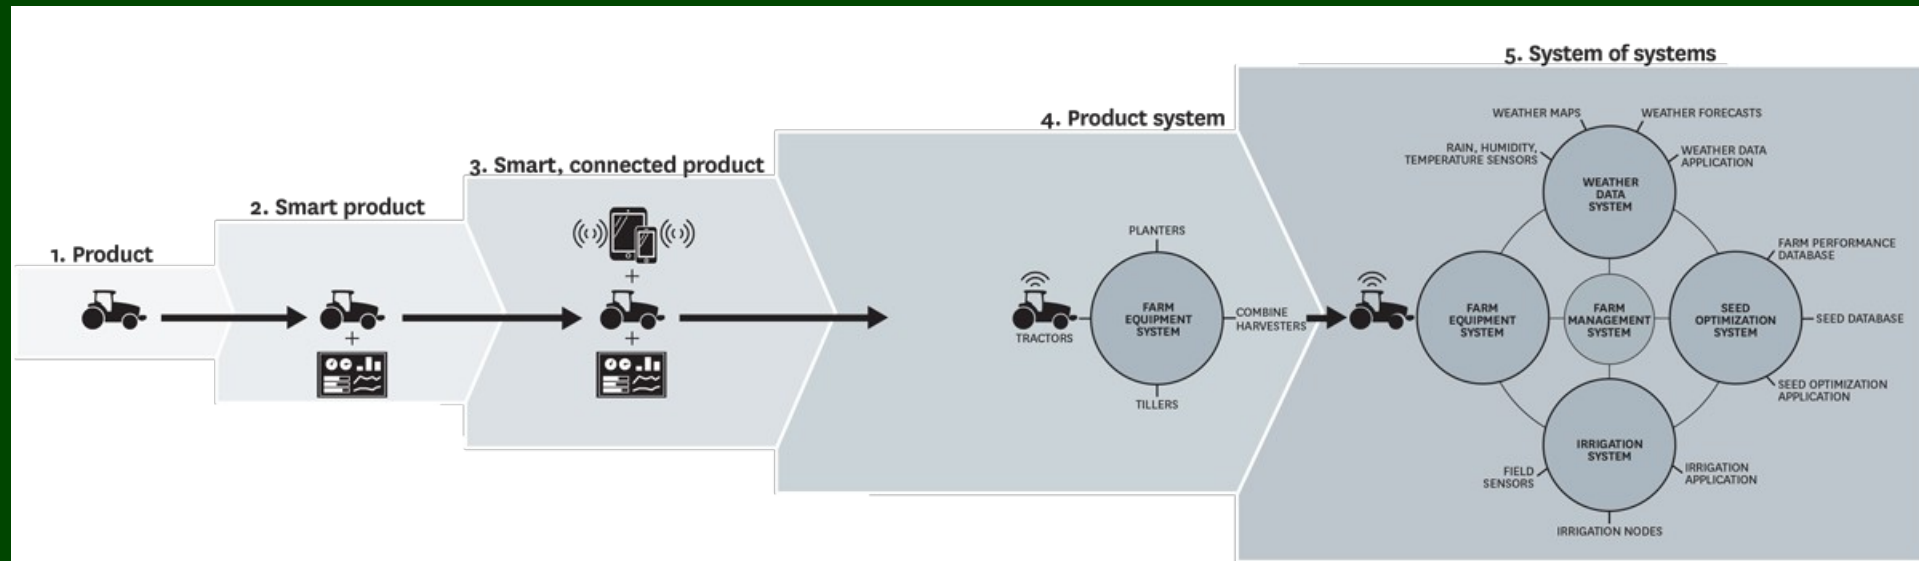 1. Product
2. Smart product
3. Smart, connected product
4. Product system
PLANTERS
TRACTORS
FARM
EQUIPMENT
SYSTEM
COMBINE
HARVESTERS
TILLERS
5. System of systems
WEATHER MAPS
WEATHER FORECASTS
RAIN, HUMIDITY,
TEMPERATURE SENSORS
WEATHER DATA
APPLICATION
WEATHER
DATA
SYSTEM
FARM PERFORMANCE
DATABASE
FARM
EQUIPMENT
SYSTEM
FARM
MANAGEMENT
SYSTEM
SEED
OPTIMIZATION
SYSTEM
SEED DATABASE
SEED OPTIMIZATION
APPLICATION
IRRIGATION
SYSTEM
FIELD
SENSORS
IRRIGATION
APPLICATION
IRRIGATION NODES